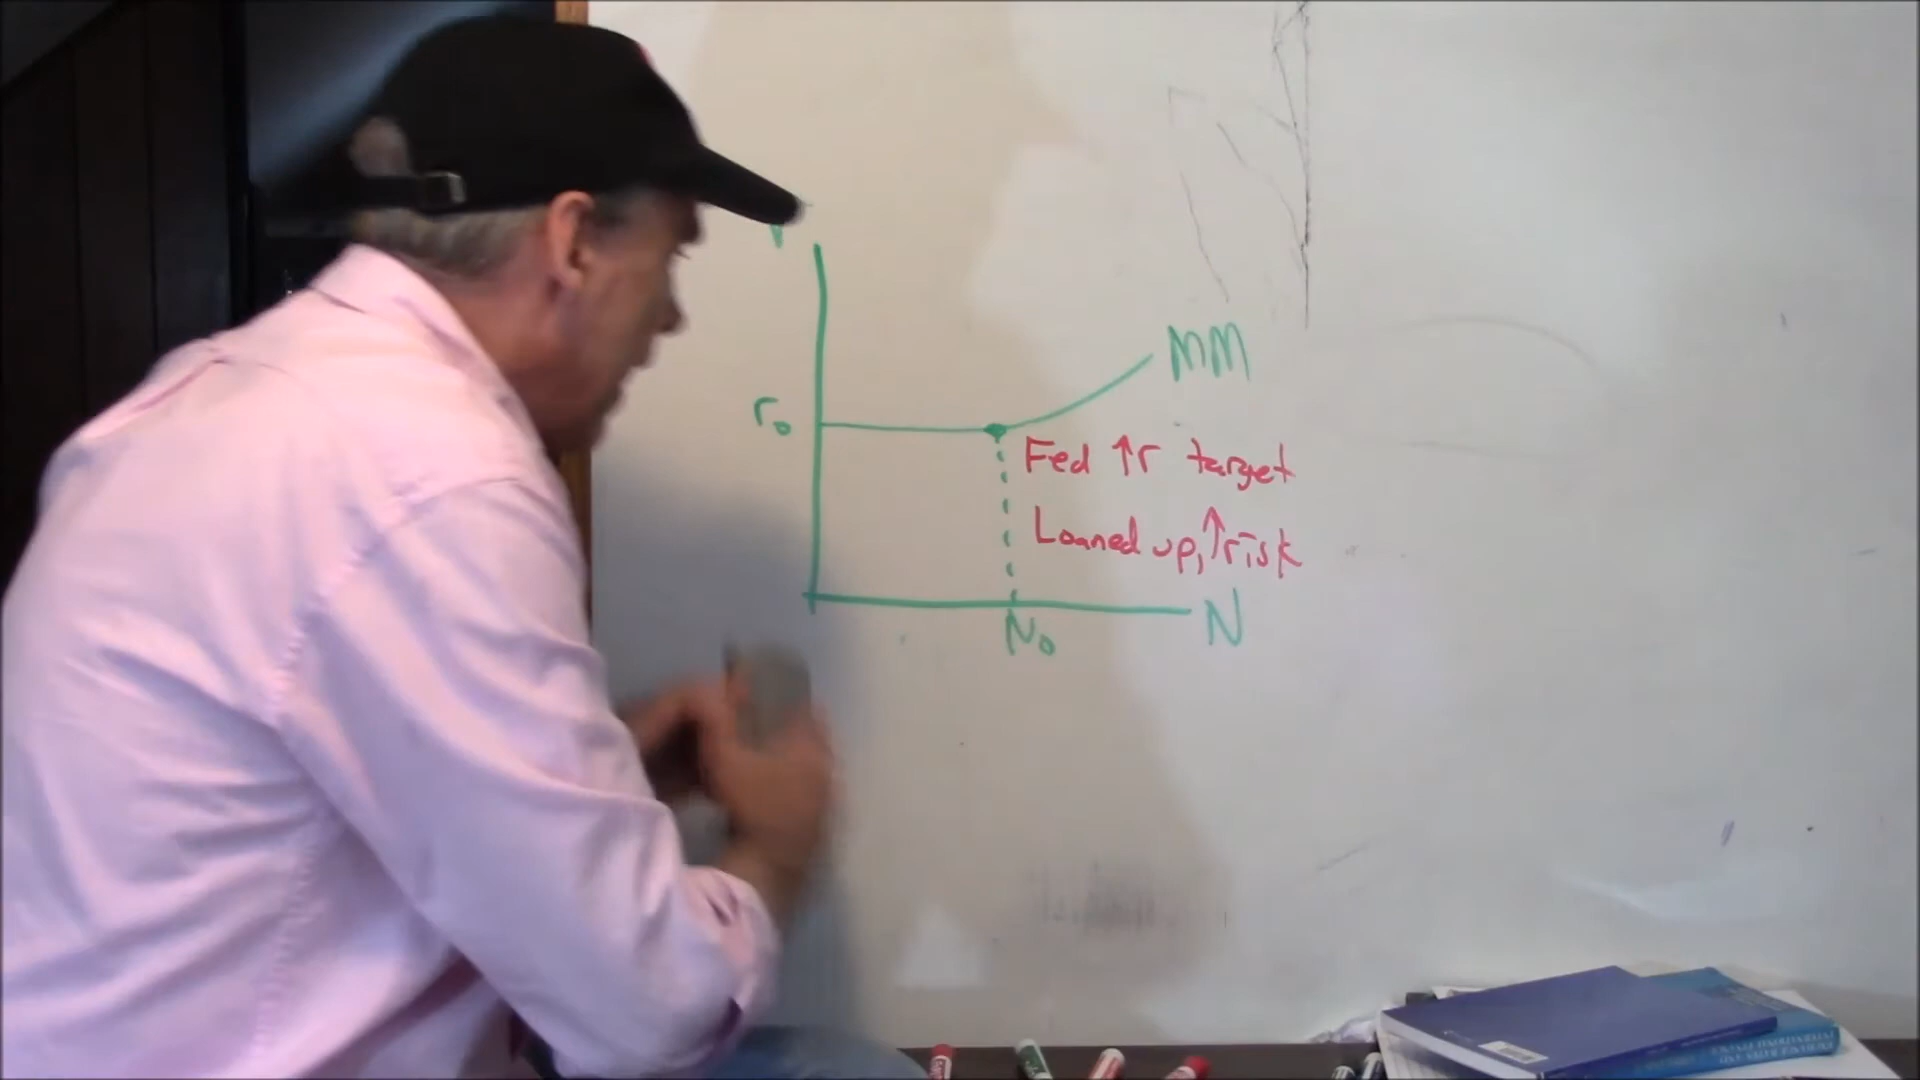 MM
r₀
Fed ↑r target
Loaned up, ↑risk
N₀
N